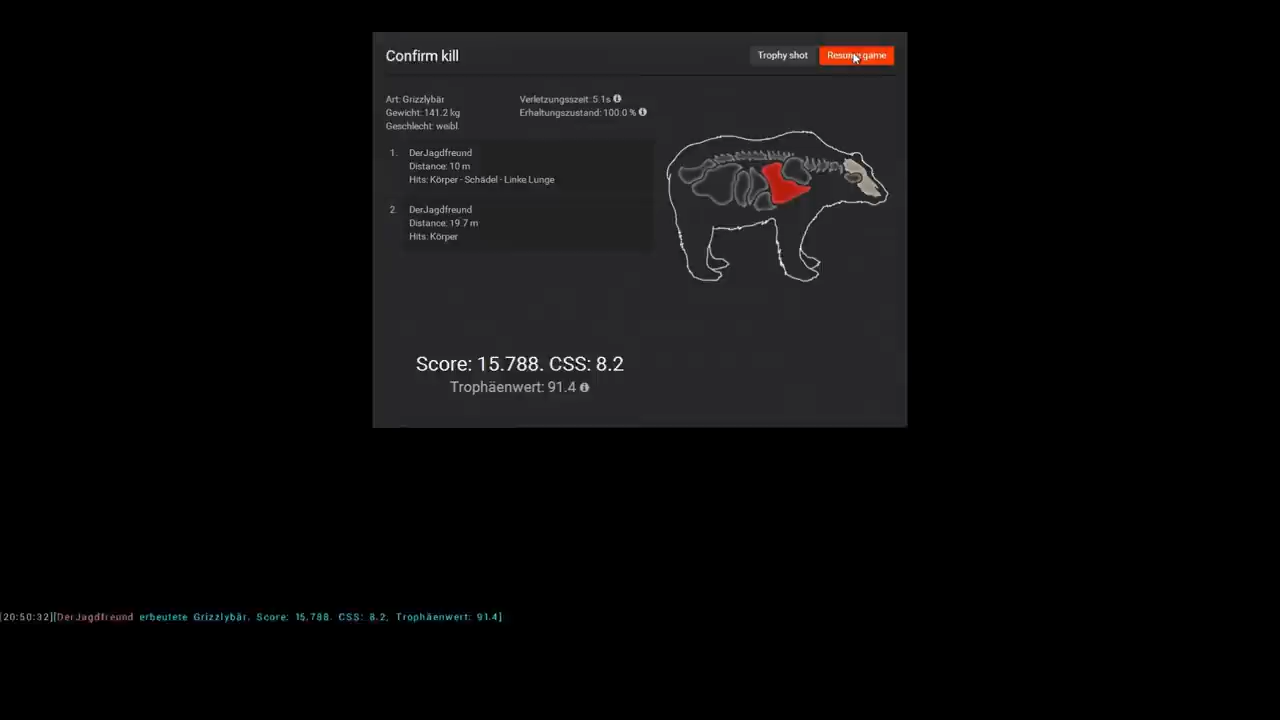 Confirm kill
Trophy shot
Resume game
Art: Grizzlybär
Gewicht: 141.2 kg
Geschlecht: weibl.
Verletzungsszeit: 5.1s
Erhaltungszustand: 100.0 %
1. DerJagdfreund
Distance: 10 m
Hits: Körper - Schädel - Linke Lunge
2. DerJagdfreund
Distance: 19.7 m
Hits: Körper
Score: 15.788. CSS: 8.2
Trophäenwert: 91.4
[20:50:32][DerJagdfreund erbeutete Grizzlybär. Score: 15.788. CSS: 8.2, Trophäenwert: 91.4]